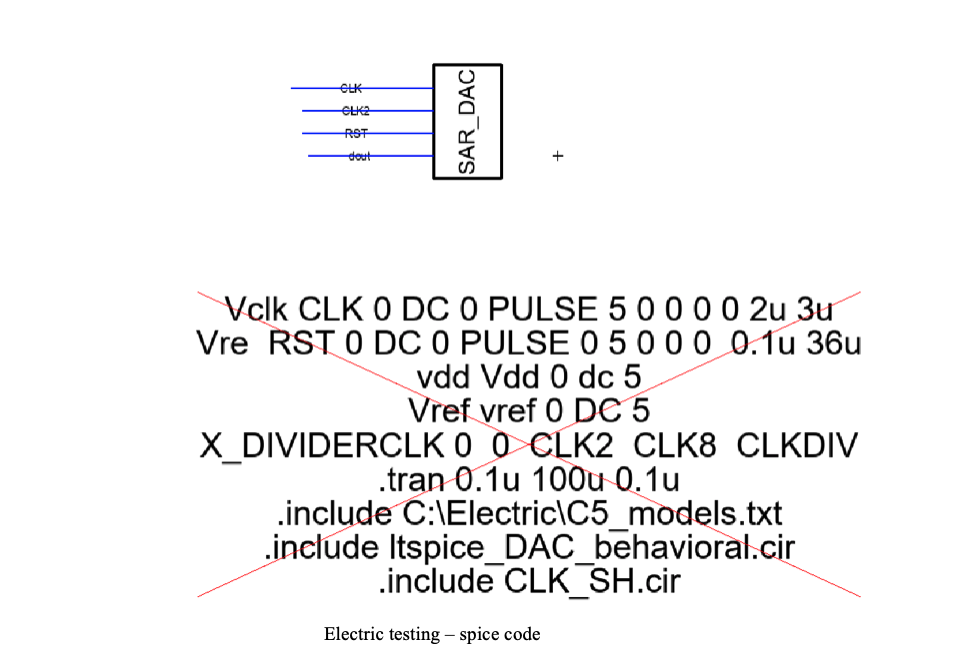 CLK
CLK2
RST
dout
SAR_DAC
+
Vclk CLK 0 DC 0 PULSE 5 0 0 0 0 2u 3u
Vre RST 0 DC 0 PULSE 0 5 0 0 0 0.1u 36u
vdd Vdd 0 dc 5
Vref vref 0 DC 5
X_DIVIDERCLK 0 0 CLK2 CLK8 CLKDIV
.tran 0.1u 100u 0.1u
.include C:\Electric\C5_models.txt
.include ltspice_DAC_behavioral.cir
.include CLK_SH.cir
Electric testing – spice code